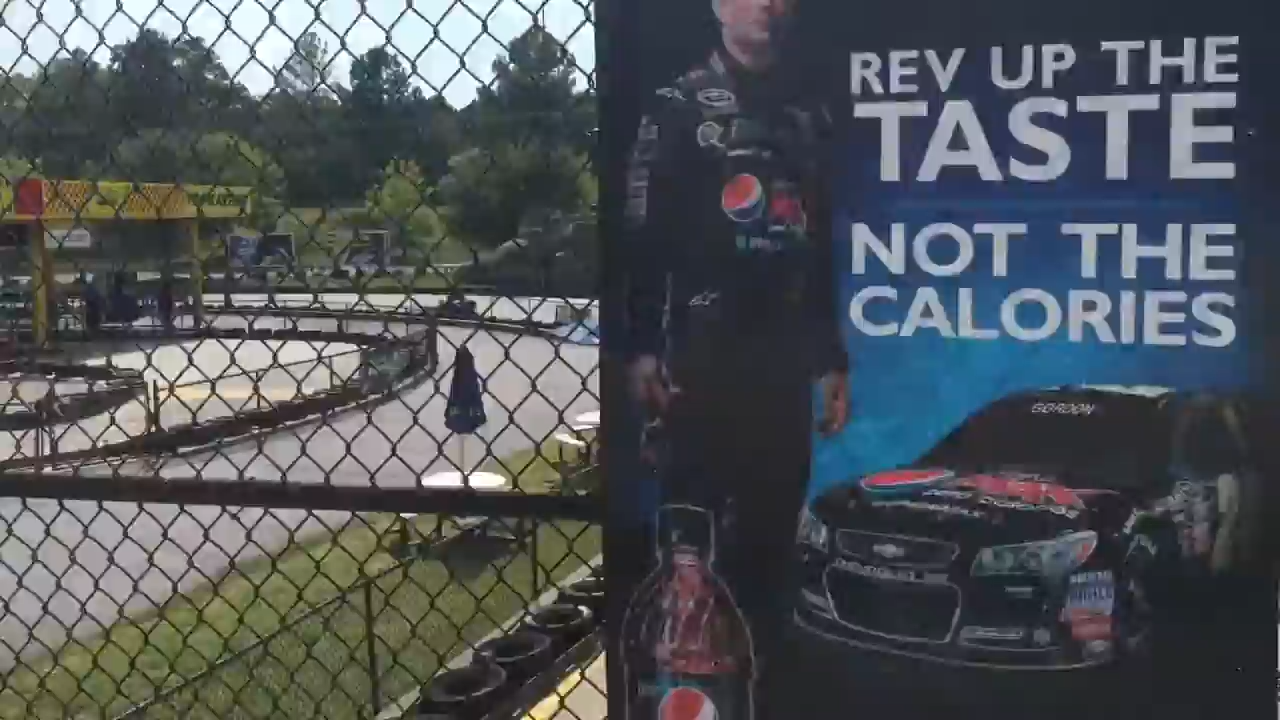 REV UP THE
TASTE
NOT THE
CALORIES
GORDON